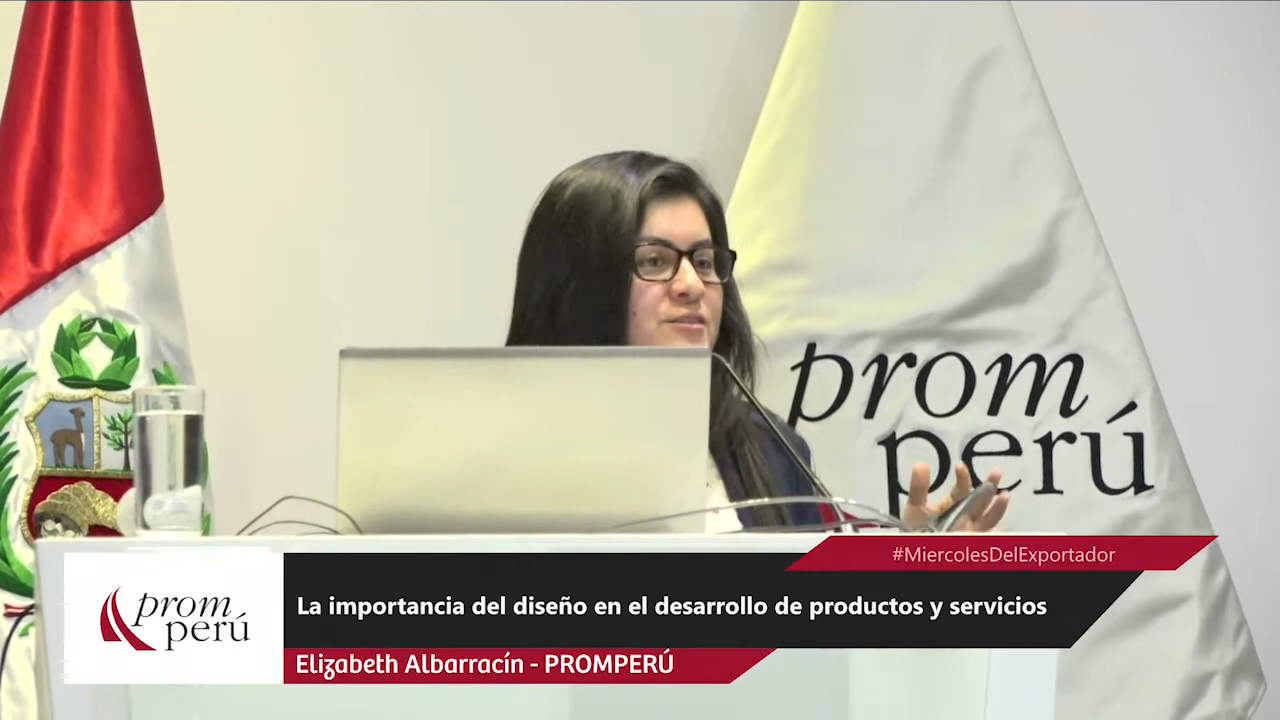 prom
perú
#MiercolesDelExportador
prom
perú
La importancia del diseño en el desarrollo de productos y servicios
Elizabeth Albarracín - PROMPERÚ